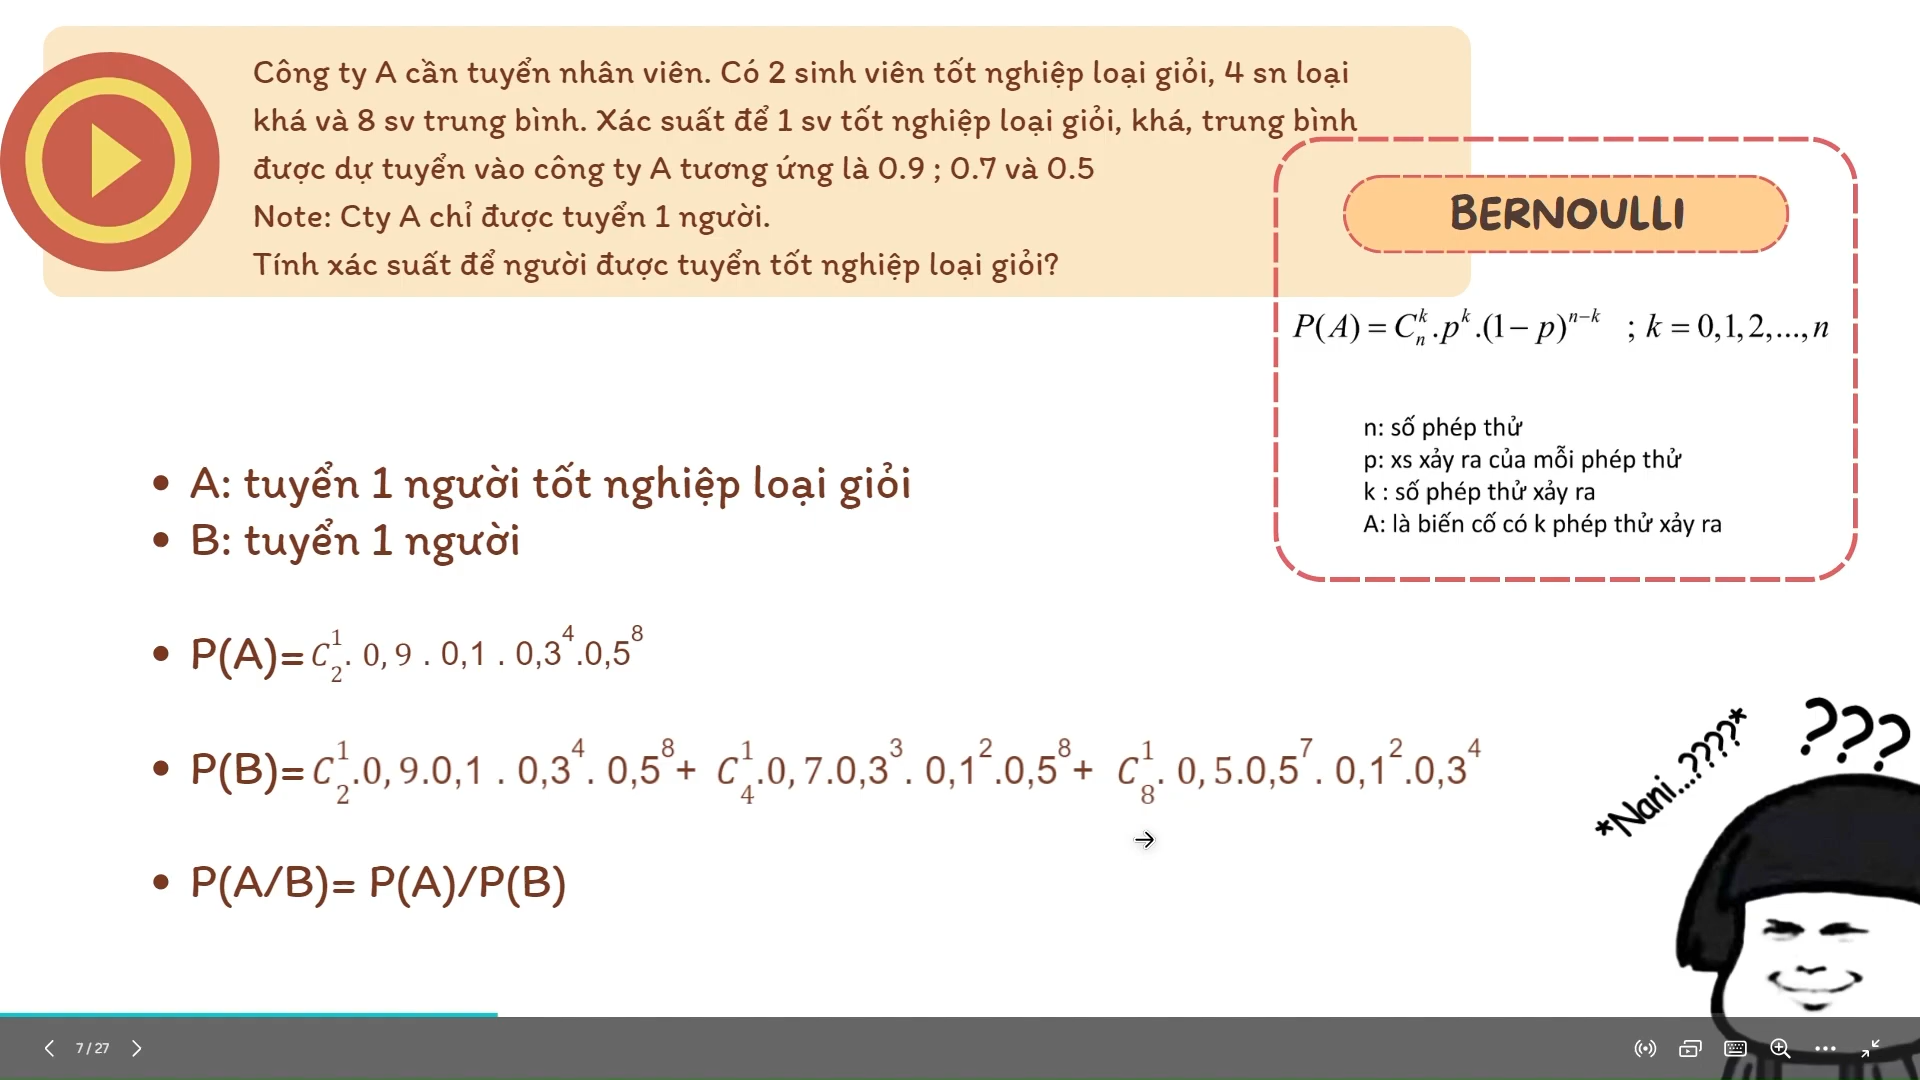 Công ty A cần tuyển nhân viên. Có 2 sinh viên tốt nghiệp loại giỏi, 4 sn loại
khá và 8 sv trung bình. Xác suất để 1 sv tốt nghiệp loại giỏi, khá, trung bình
được dự tuyển vào công ty A tương ứng là 0.9 ; 0.7 và 0.5
Note: Cty A chỉ được tuyển 1 người.
Tính xác suất để người được tuyển tốt nghiệp loại giỏi?
BERNOULLI
P(A) = C_n^k .p^k .(1− p)^{n−k} ; k = 0,1,2,...,n
n: số phép thử
p: xs xảy ra của mỗi phép thử
k : số phép thử xảy ra
A: là biến cố có k phép thử xảy ra
• A: tuyển 1 người tốt nghiệp loại giỏi
• B: tuyển 1 người
• P(A)= C_2^1. 0, 9 . 0,1 . 0,3^4.0,5^8
• P(B)= C_2^1.0, 9.0,1 . 0,3^4. 0,5^8+ C_4^1.0, 7.0,3^3. 0,1^2.0,5^8+ C_8^1. 0, 5.0,5^7. 0,1^2.0,3^4
• P(A/B)= P(A)/P(B)
*Nani...????*
???
7 / 27